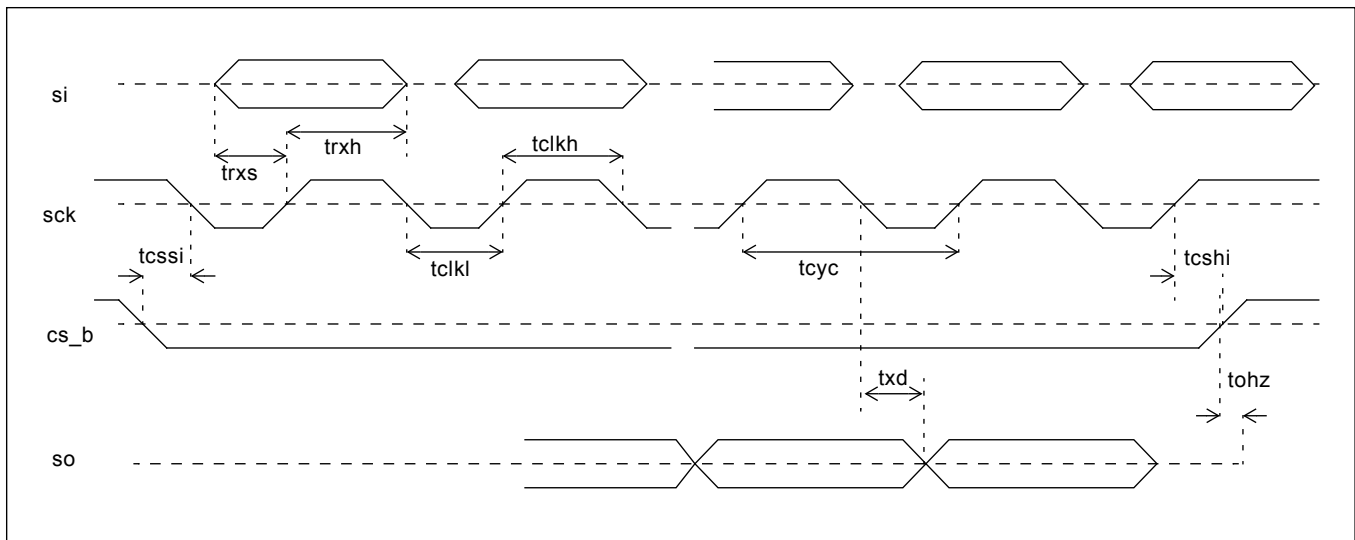 si
trxs
trxh
tclkh
sck
tcssi
tclkl
tcyc
tcshi
cs_b
txd
tohz
so